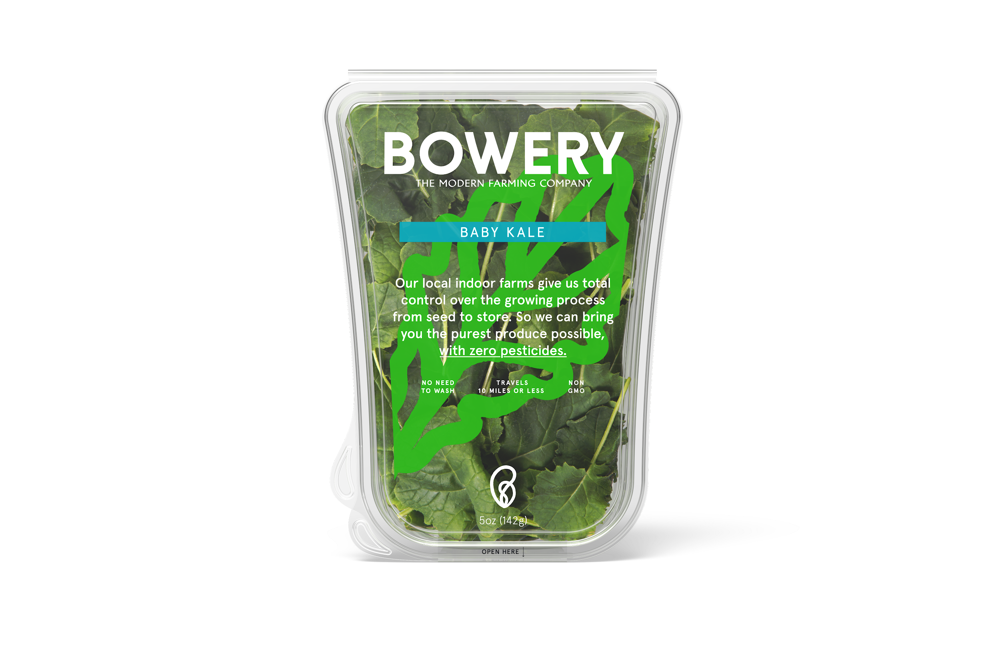 BOWERY
THE MODERN FARMING COMPANY
BABY KALE
Our local indoor farms give us total
control over the growing process
from seed to store. So we can bring
you the purest produce possible,
with zero pesticides.
NO NEED
TO WASH
TRAVELS
10 MILES OR LESS
NON
GMO
5oz (142g)
OPEN HERE